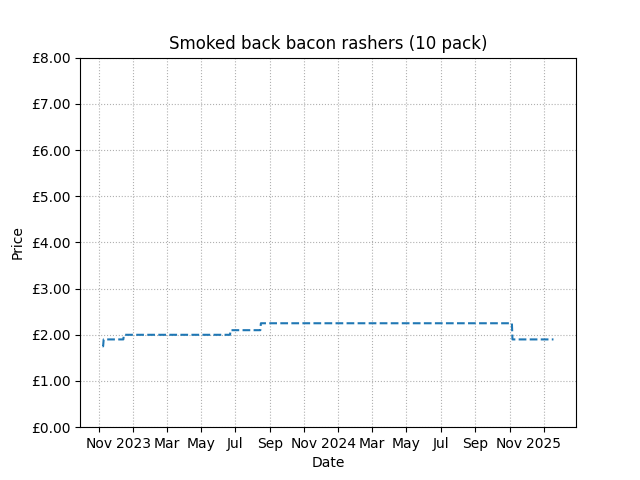 Smoked back bacon rashers (10 pack)
£8.00
£7.00
£6.00
£5.00
£4.00
£3.00
£2.00
£1.00
£0.00
Price
Nov 2023 Mar May Jul Sep Nov 2024 Mar May Jul Sep Nov 2025
Date